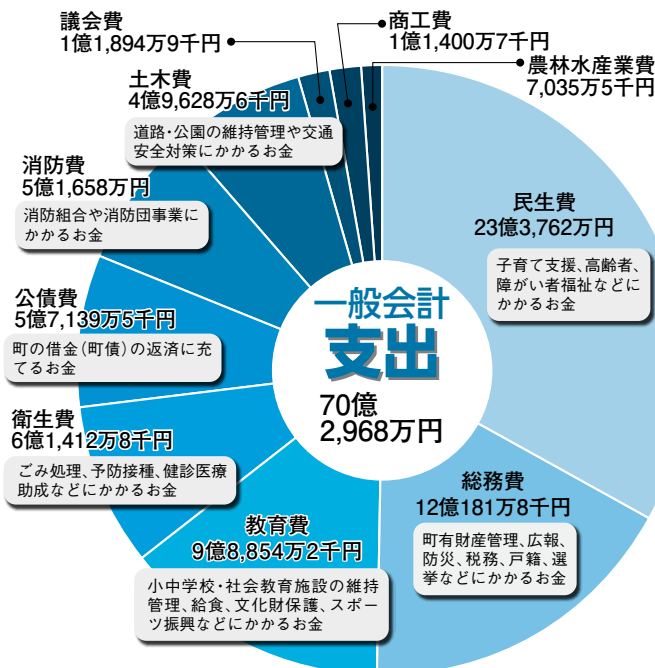 議会費
1億1,894万9千円
商工費
1億1,400万7千円
農林水産業費
7,035万5千円
土木費
4億9,628万6千円
道路・公園の維持管理や交通
安全対策にかかるお金
消防費
5億1,658万円
消防組合や消防団事業に
かかるお金
民生費
23億3,762万円
子育て支援、高齢者、
障がい者福祉などに
かかるお金
公債費
5億7,139万5千円
町の借金(町債)の返済に充
てるお金
一般会計
支出
70億
2,968万円
衛生費
6億1,412万8千円
ごみ処理、予防接種、健診医療
助成などにかかるお金
総務費
12億181万8千円
町有財産管理、広報、
防災、税務、戸籍、選
挙などにかかるお金
教育費
9億8,854万2千円
小中学校・社会教育施設の維持
管理、給食、文化財保護、スポー
ツ振興などにかかるお金